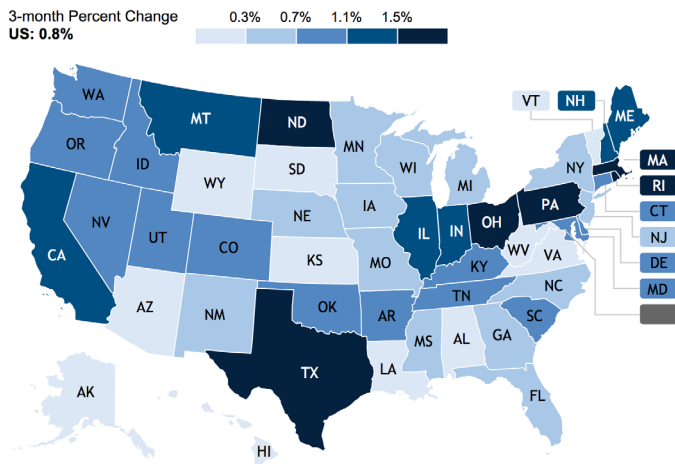 3-month Percent Change
US: 0.8%
0.3% 0.7% 1.1% 1.5%
VT NH
WA
MT
ND
ME
MN
OR
ID
SD
WI
NY
MA
WY
MI
RI
IA
PA
CT
NE
NV
IL IN OH
NJ
UT
CO
CA
WV
VA
DE
KS
MO
KY
MD
NC
TN
AZ
NM
OK
AR
SC
MS
AL
GA
TX
LA
AK
FL
HI